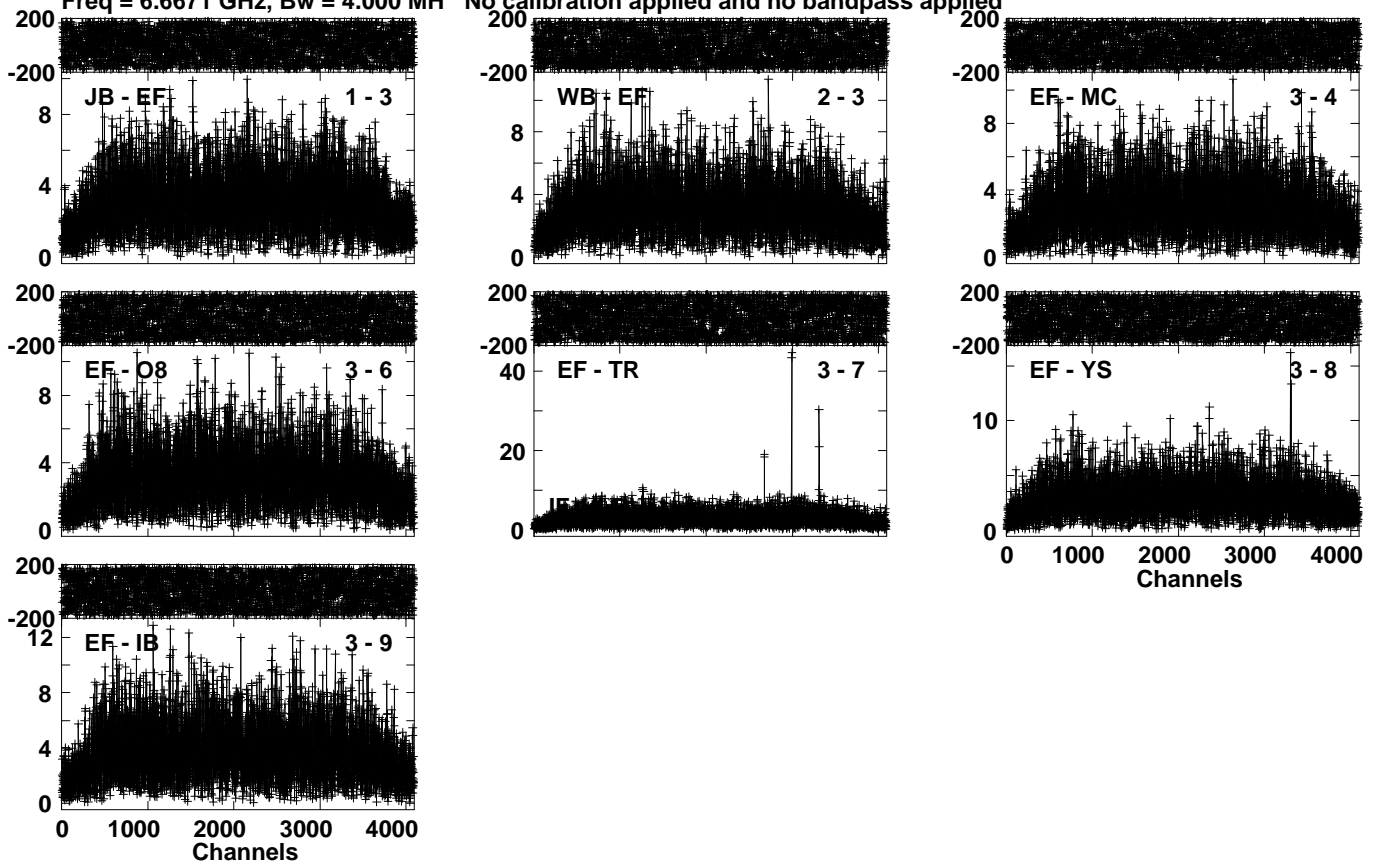 Freq = 6.6671 GHz, Bw = 4.000 MH No calibration applied and no bandpass applied
200
-200
JB - EF 1 - 3
8
4
0
200
-200
WB - EF 2 - 3
8
4
0
200
-200
EF - MC 3 - 4
8
4
0
200
-200
EF - O8 3 - 6
8
4
0
200
-200
EF - TR 3 - 7
40
20
0
200
-200
EF - YS 3 - 8
10
0
0 1000 2000 3000 4000
Channels
200
-200
EF - IB 3 - 9
12
8
4
0
0 1000 2000 3000 4000
Channels